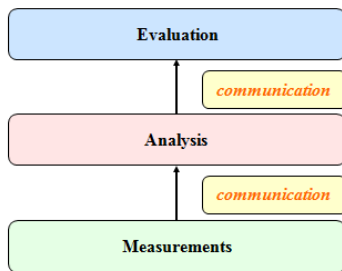 Evaluation
communication
Analysis
communication
Measurements